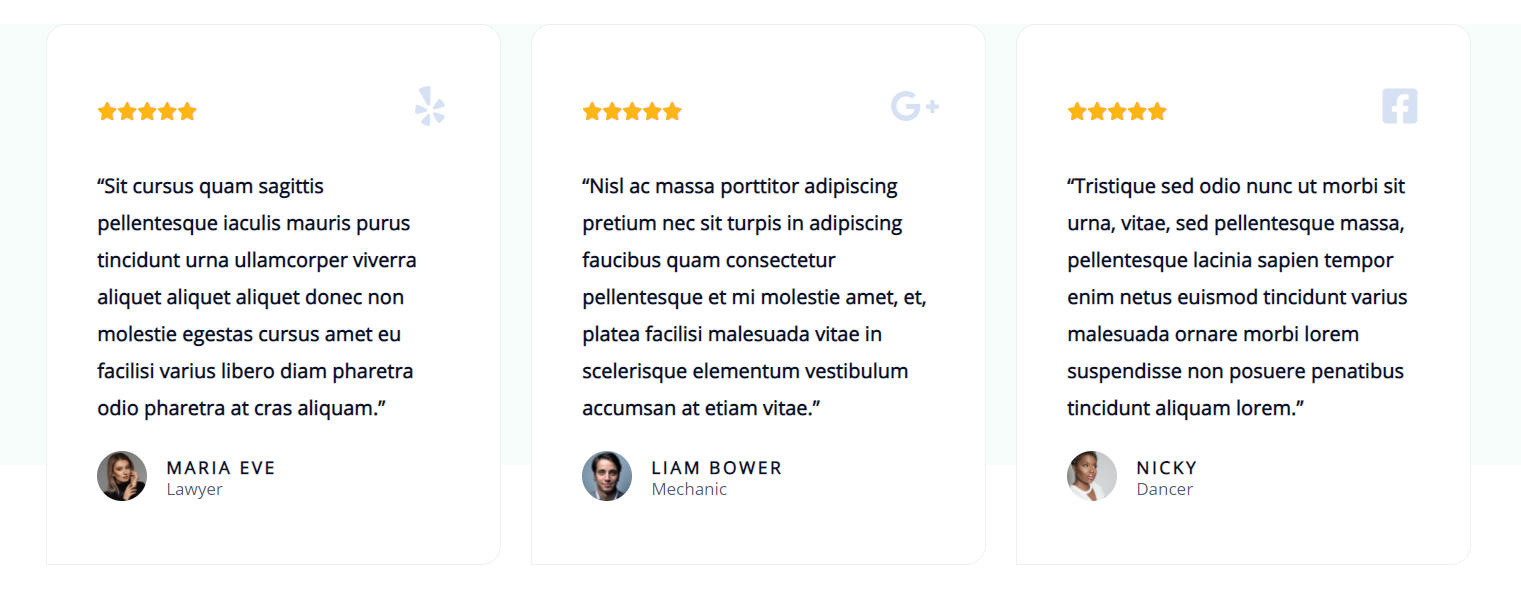 “Sit cursus quam sagittis
pellentesque iaculis mauris purus
tincidunt urna ullamcorper viverra
aliquet aliquet aliquet donec non
molestie egestas cursus amet eu
facilisi varius libero diam pharetra
odio pharetra at cras aliquam.”
MARIA EVE
Lawyer
G+
“Nisl ac massa porttitor adipiscing
pretium nec sit turpis in adipiscing
faucibus quam consectetur
pellentesque et mi molestie amet, et,
platea facilisi malesuada vitae in
scelerisque elementum vestibulum
accumsan at etiam vitae.”
LIAM BOWER
Mechanic
f
“Tristique sed odio nunc ut morbi sit
urna, vitae, sed pellentesque massa,
pellentesque lacinia sapien tempor
enim netus euismod tincidunt varius
malesuada ornare morbi lorem
suspendisse non posuere penatibus
tincidunt aliquam lorem.”
NICKY
Dancer